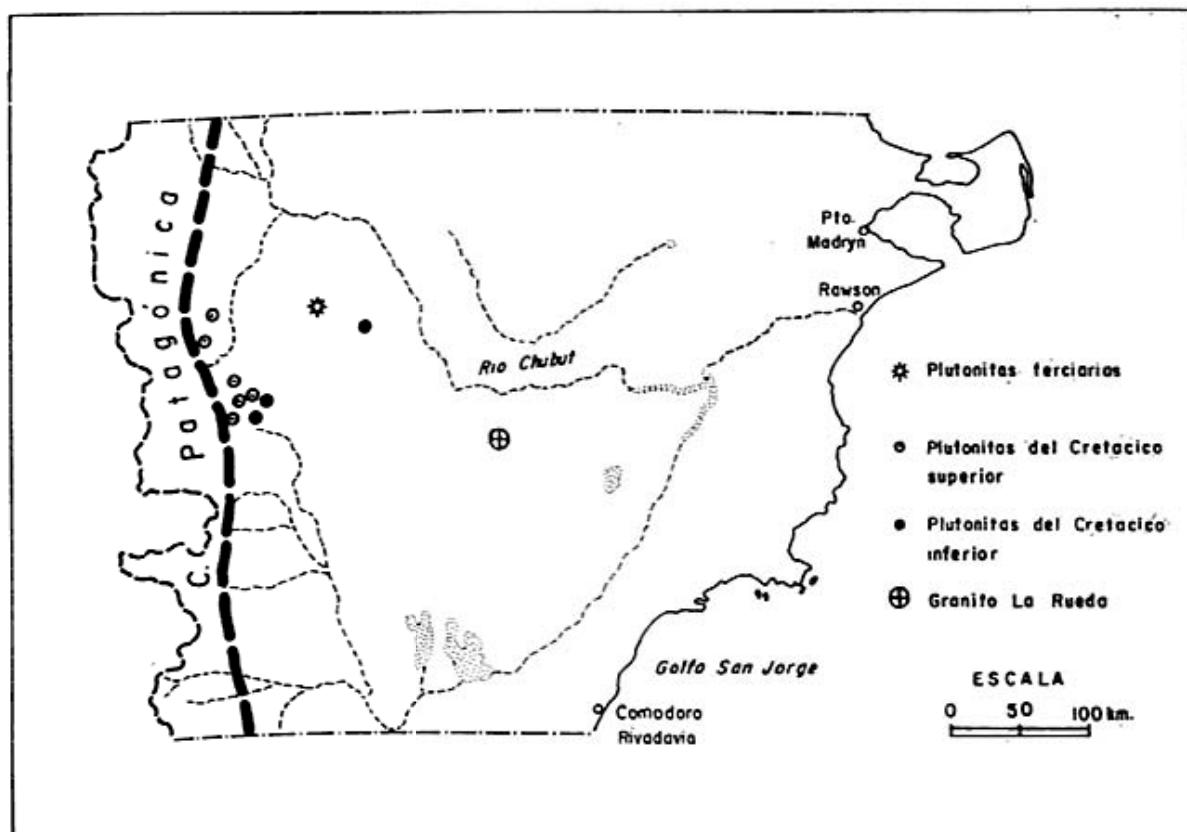 C. Patagónica
Pto.
Madryn
Rawson
Río Chubut
Plutonitas terciarias
Plutonitas del Cretacico
superior
Plutonitas del Cretacico
inferior
Granito La Rueda
Golfo San Jorge
Comodoro
Rivadavia
ESCALA
0 50 100 km.